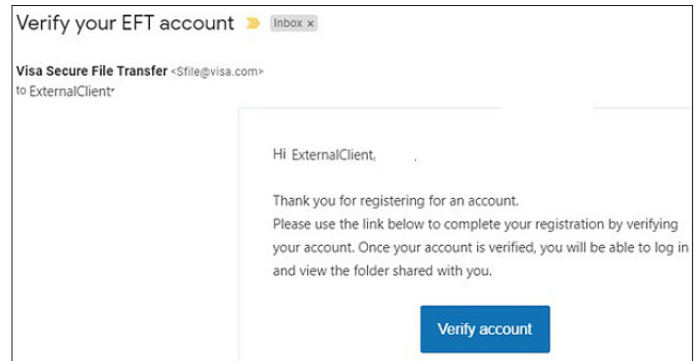 Verify your EFT account Inbox x
Visa Secure File Transfer <Sfile@visa.com>
to ExternalClient
Hi ExternalClient,
Thank you for registering for an account.
Please use the link below to complete your registration by verifying
your account. Once your account is verified, you will be able to log in
and view the folder shared with you.
Verify account